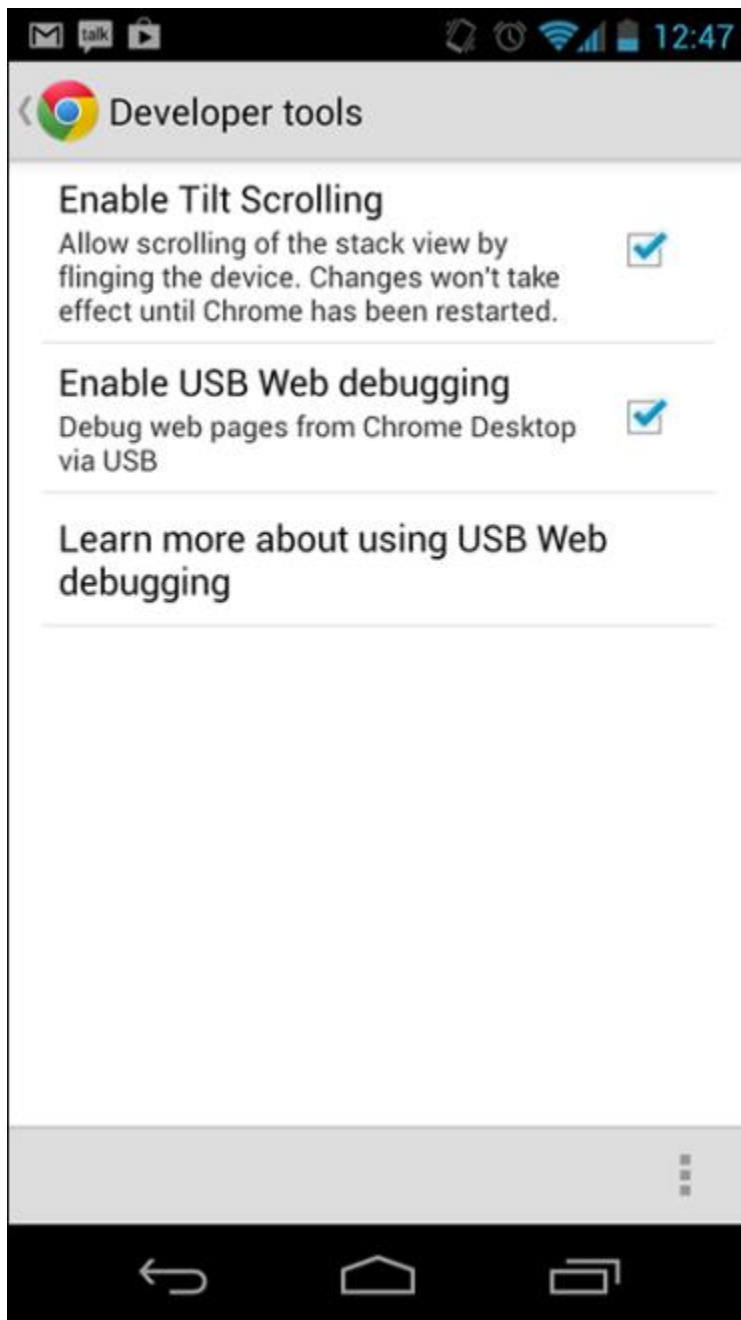 talk
12:47
Developer tools
Enable Tilt Scrolling
Allow scrolling of the stack view by
flinging the device. Changes won't take
effect until Chrome has been restarted.
Enable USB Web debugging
Debug web pages from Chrome Desktop
via USB
Learn more about using USB Web
debugging